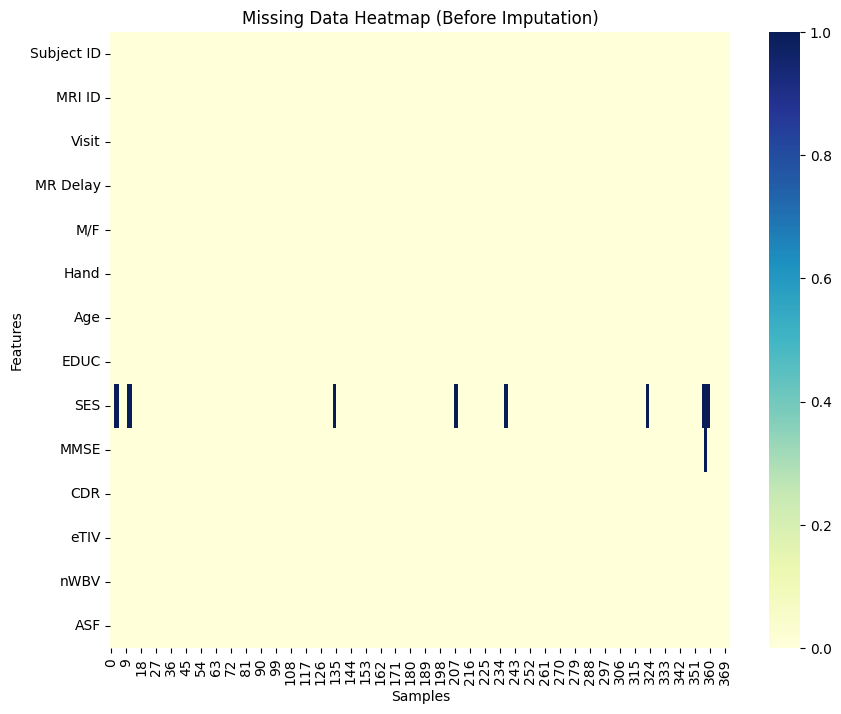 Missing Data Heatmap (Before Imputation)
Features
Subject ID
MRI ID
Visit
MR Delay
M/F
Hand
Age
EDUC
SES
MMSE
CDR
eTIV
nWBV
ASF
0 9 18 27 36 45 54 63 72 81 90 99 108 117 126 135 144 153 162 171 180 189 198 207 216 225 234 243 252 261 270 279 288 297 306 315 324 333 342 351 360 369
Samples
1.0
0.8
0.6
0.4
0.2
0.0